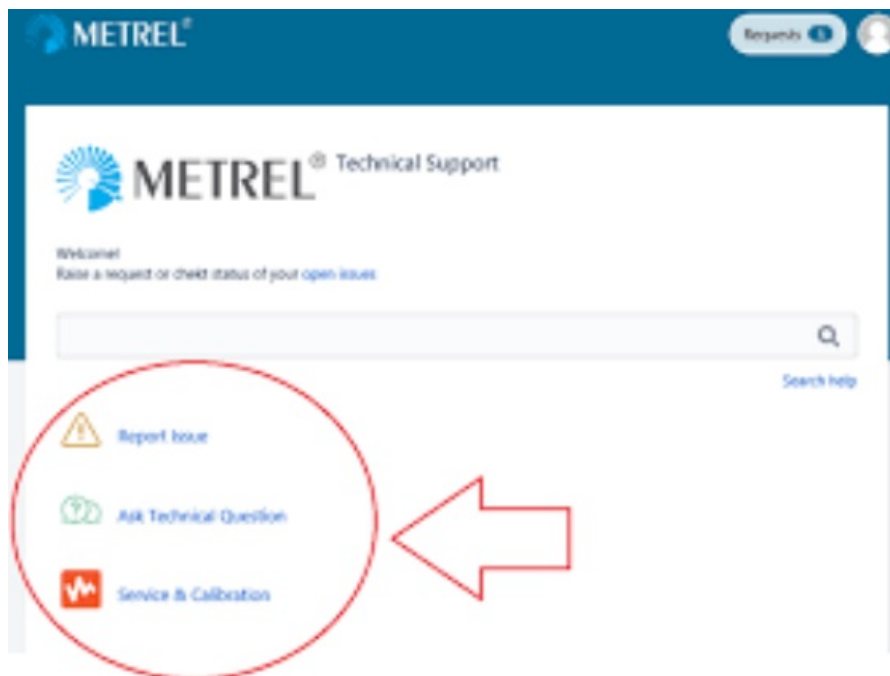 METREL®
Requests
METREL® Technical Support
Welcome!
Raise a request or chekt status of your open issues
Search help
Report Issue
Ask Technical Question
Service & Calibration